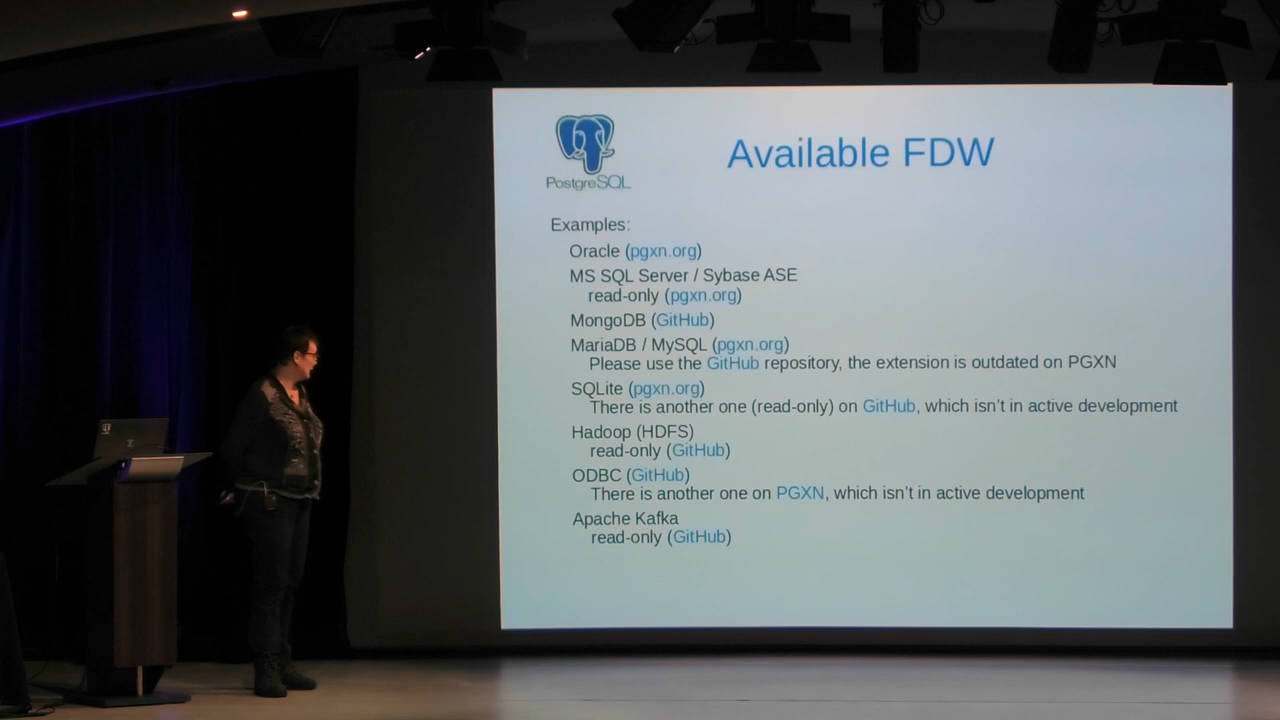 PostgreSQL
Available FDW
Examples:
Oracle (pgxn.org)
MS SQL Server / Sybase ASE
read-only (pgxn.org)
MongoDB (GitHub)
MariaDB / MySQL (pgxn.org)
Please use the GitHub repository, the extension is outdated on PGXN
SQLite (pgxn.org)
There is another one (read-only) on GitHub, which isn't in active development
Hadoop (HDFS)
read-only (GitHub)
ODBC (GitHub)
There is another one on PGXN, which isn't in active development
Apache Kafka
read-only (GitHub)